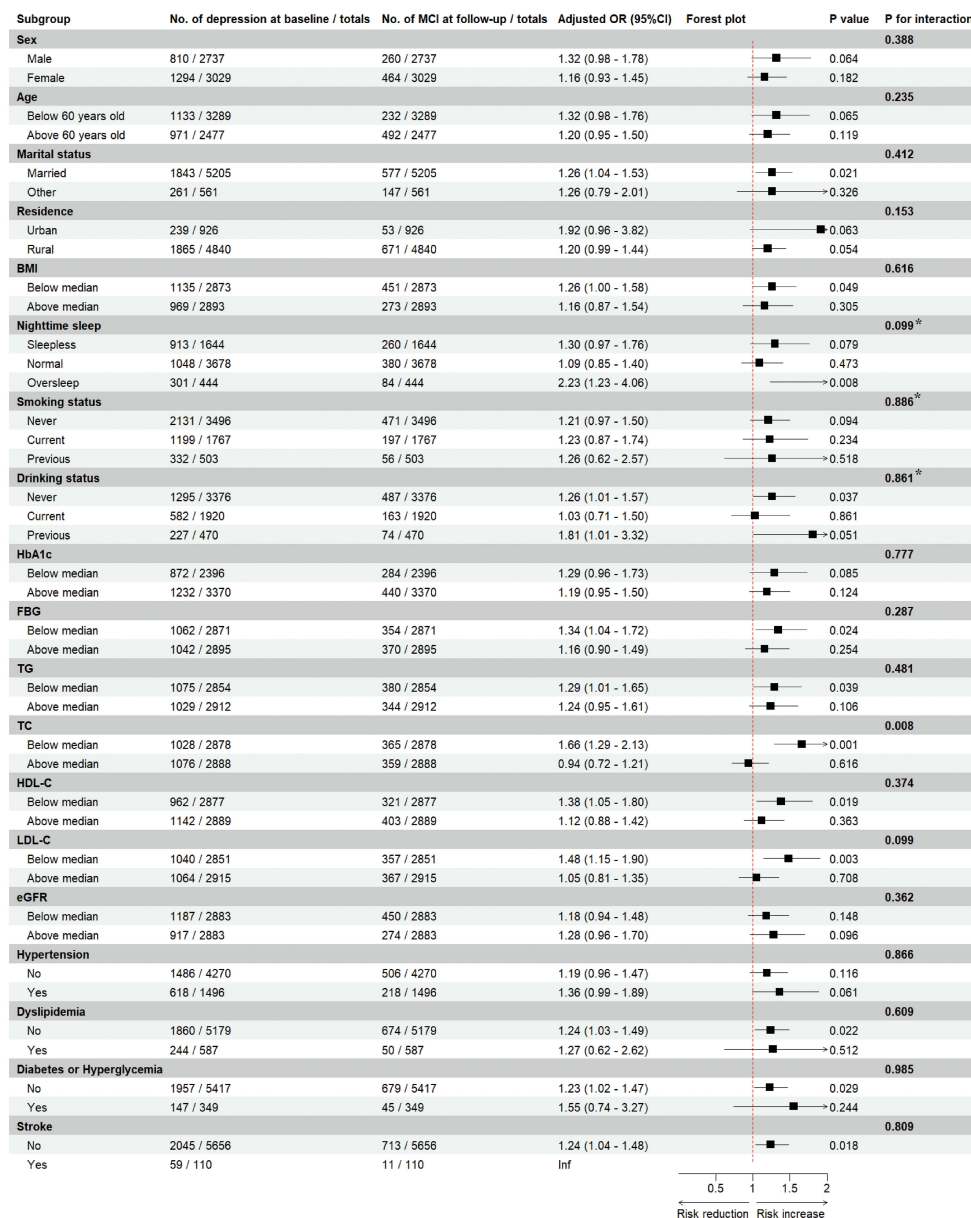 Subgroup No. of depression at baseline / totals No. of MCI at follow-up / totals Adjusted OR (95%CI) Forest plot P value P for interaction
Sex 0.388
Male 810 / 2737 260 / 2737 1.32 (0.98 - 1.78) 0.064
Female 1294 / 3029 464 / 3029 1.16 (0.93 - 1.45) 0.182
Age 0.235
Below 60 years old 1133 / 3289 232 / 3289 1.32 (0.98 - 1.76) 0.065
Above 60 years old 971 / 2477 492 / 2477 1.20 (0.95 - 1.50) 0.119
Marital status 0.412
Married 1843 / 5205 577 / 5205 1.26 (1.04 - 1.53) 0.021
Other 261 / 561 147 / 561 1.26 (0.79 - 2.01) 0.326
Residence 0.153
Urban 239 / 926 53 / 926 1.92 (0.96 - 3.82) 0.063
Rural 1865 / 4840 671 / 4840 1.20 (0.99 - 1.44) 0.054
BMI 0.616
Below median 1135 / 2873 451 / 2873 1.26 (1.00 - 1.58) 0.049
Above median 969 / 2893 273 / 2893 1.16 (0.87 - 1.54) 0.305
Nighttime sleep 0.099*
Sleepless 913 / 1644 260 / 1644 1.30 (0.97 - 1.76) 0.079
Normal 1048 / 3678 380 / 3678 1.09 (0.85 - 1.40) 0.473
Oversleep 301 / 444 84 / 444 2.23 (1.23 - 4.06) 0.008
Smoking status 0.886*
Never 2131 / 3496 471 / 3496 1.21 (0.97 - 1.50) 0.094
Current 1199 / 1767 197 / 1767 1.23 (0.87 - 1.74) 0.234
Previous 332 / 503 56 / 503 1.26 (0.62 - 2.57) 0.518
Drinking status 0.861*
Never 1295 / 3376 487 / 3376 1.26 (1.01 - 1.57) 0.037
Current 582 / 1920 163 / 1920 1.03 (0.71 - 1.50) 0.861
Previous 227 / 470 74 / 470 1.81 (1.01 - 3.32) 0.051
HbA1c 0.777
Below median 872 / 2396 284 / 2396 1.29 (0.96 - 1.73) 0.085
Above median 1232 / 3370 440 / 3370 1.19 (0.95 - 1.50) 0.124
FBG 0.287
Below median 1062 / 2871 354 / 2871 1.34 (1.04 - 1.72) 0.024
Above median 1042 / 2895 370 / 2895 1.16 (0.90 - 1.49) 0.254
TG 0.481
Below median 1075 / 2854 380 / 2854 1.29 (1.01 - 1.65) 0.039
Above median 1029 / 2912 344 / 2912 1.24 (0.95 - 1.61) 0.106
TC 0.008
Below median 1028 / 2878 365 / 2878 1.66 (1.29 - 2.13) 0.001
Above median 1076 / 2888 359 / 2888 0.94 (0.72 - 1.21) 0.616
HDL-C 0.374
Below median 962 / 2877 321 / 2877 1.38 (1.05 - 1.80) 0.019
Above median 1142 / 2889 403 / 2889 1.12 (0.88 - 1.42) 0.363
LDL-C 0.099
Below median 1040 / 2851 357 / 2851 1.48 (1.15 - 1.90) 0.003
Above median 1064 / 2915 367 / 2915 1.05 (0.81 - 1.35) 0.708
eGFR 0.362
Below median 1187 / 2883 450 / 2883 1.18 (0.94 - 1.48) 0.148
Above median 917 / 2883 274 / 2883 1.28 (0.96 - 1.70) 0.096
Hypertension 0.866
No 1486 / 4270 506 / 4270 1.19 (0.96 - 1.47) 0.116
Yes 618 / 1496 218 / 1496 1.36 (0.99 - 1.89) 0.061
Dyslipidemia 0.609
No 1860 / 5179 674 / 5179 1.24 (1.03 - 1.49) 0.022
Yes 244 / 587 50 / 587 1.27 (0.62 - 2.62) 0.512
Diabetes or Hyperglycemia 0.985
No 1957 / 5417 679 / 5417 1.23 (1.02 - 1.47) 0.029
Yes 147 / 349 45 / 349 1.55 (0.74 - 3.27) 0.244
Stroke 0.809
No 2045 / 5656 713 / 5656 1.24 (1.04 - 1.48) 0.018
Yes 59 / 110 11 / 110 Inf
0.5 1 1.5 2
Risk reduction Risk increase